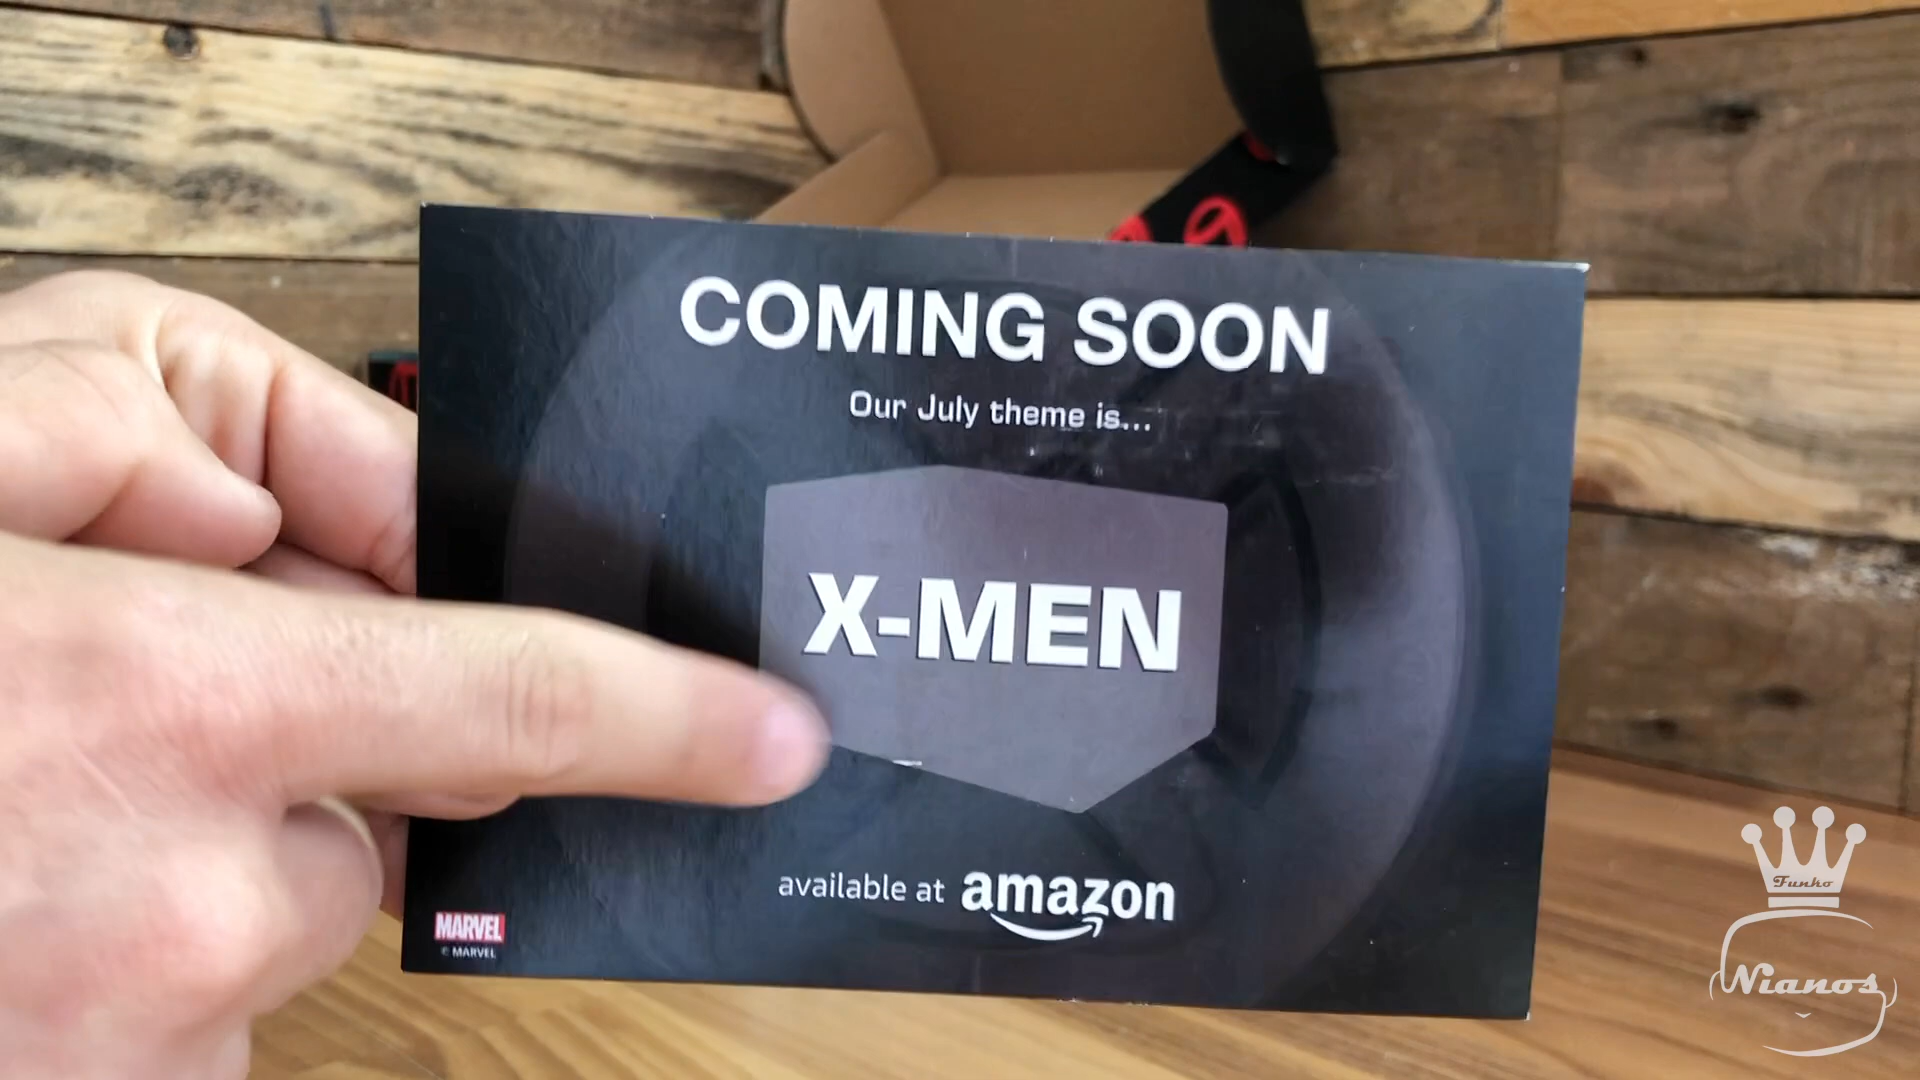 COMING SOON
Our July theme is...
X-MEN
available at amazon
MARVEL
© MARVEL
Funko
Nianos